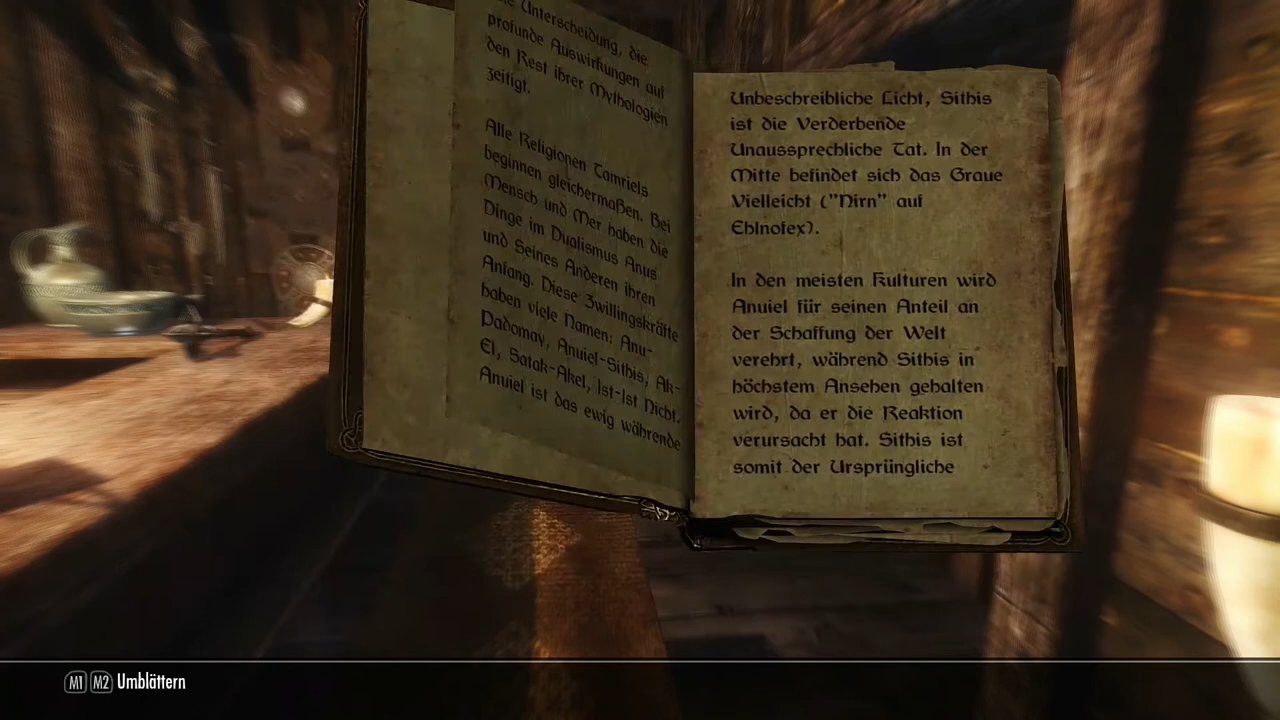 die Unterscheidung, die
profunde Auswirkungen auf
den Rest ihrer Mythologien
zeitigt.
Alle Religionen Tamriels
beginnen gleichermaßen. Bei
Mensch und Mer haben die
Dinge im Dualismus Anus
und Seines Anderen ihren
Anfang. Diese Zwillingskräfte
haben viele Namen: Anu-
Padomay, Anuiel-Sithis, Ak-
El, Satak-Akel, Ist-Ist Nicht.
Anuiel ist das ewig währende
Unbeschreibliche Licht, Sithis
ist die Verderbende
Unaussprechliche Tat. In der
Mitte befindet sich das Graue
Vielleicht ("Nirn" auf
Ehlnofex).
In den meisten Kulturen wird
Anuiel für seinen Anteil an
der Schaffung der Welt
verehrt, während Sithis in
höchstem Ansehen gehalten
wird, da er die Reaktion
verursacht hat. Sithis ist
somit der Ursprüngliche
M1 M2 Umblättern